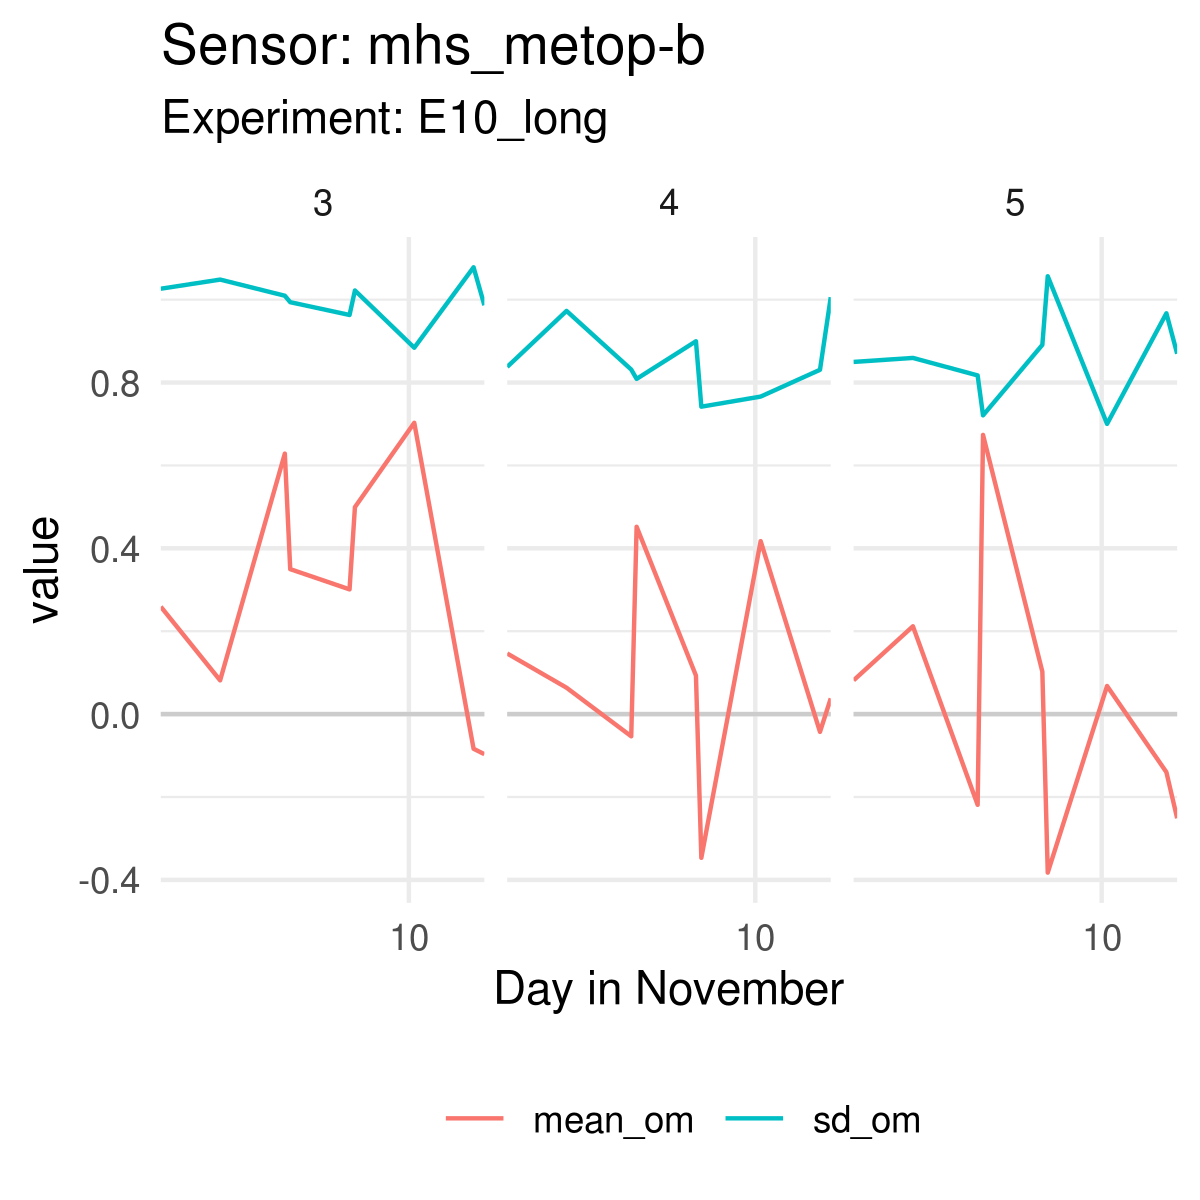 Sensor: mhs_metop-b
Experiment: E10_long
3 4 5
value
0.8
0.4
0.0
-0.4
10 10 10
Day in November
mean_om sd_om